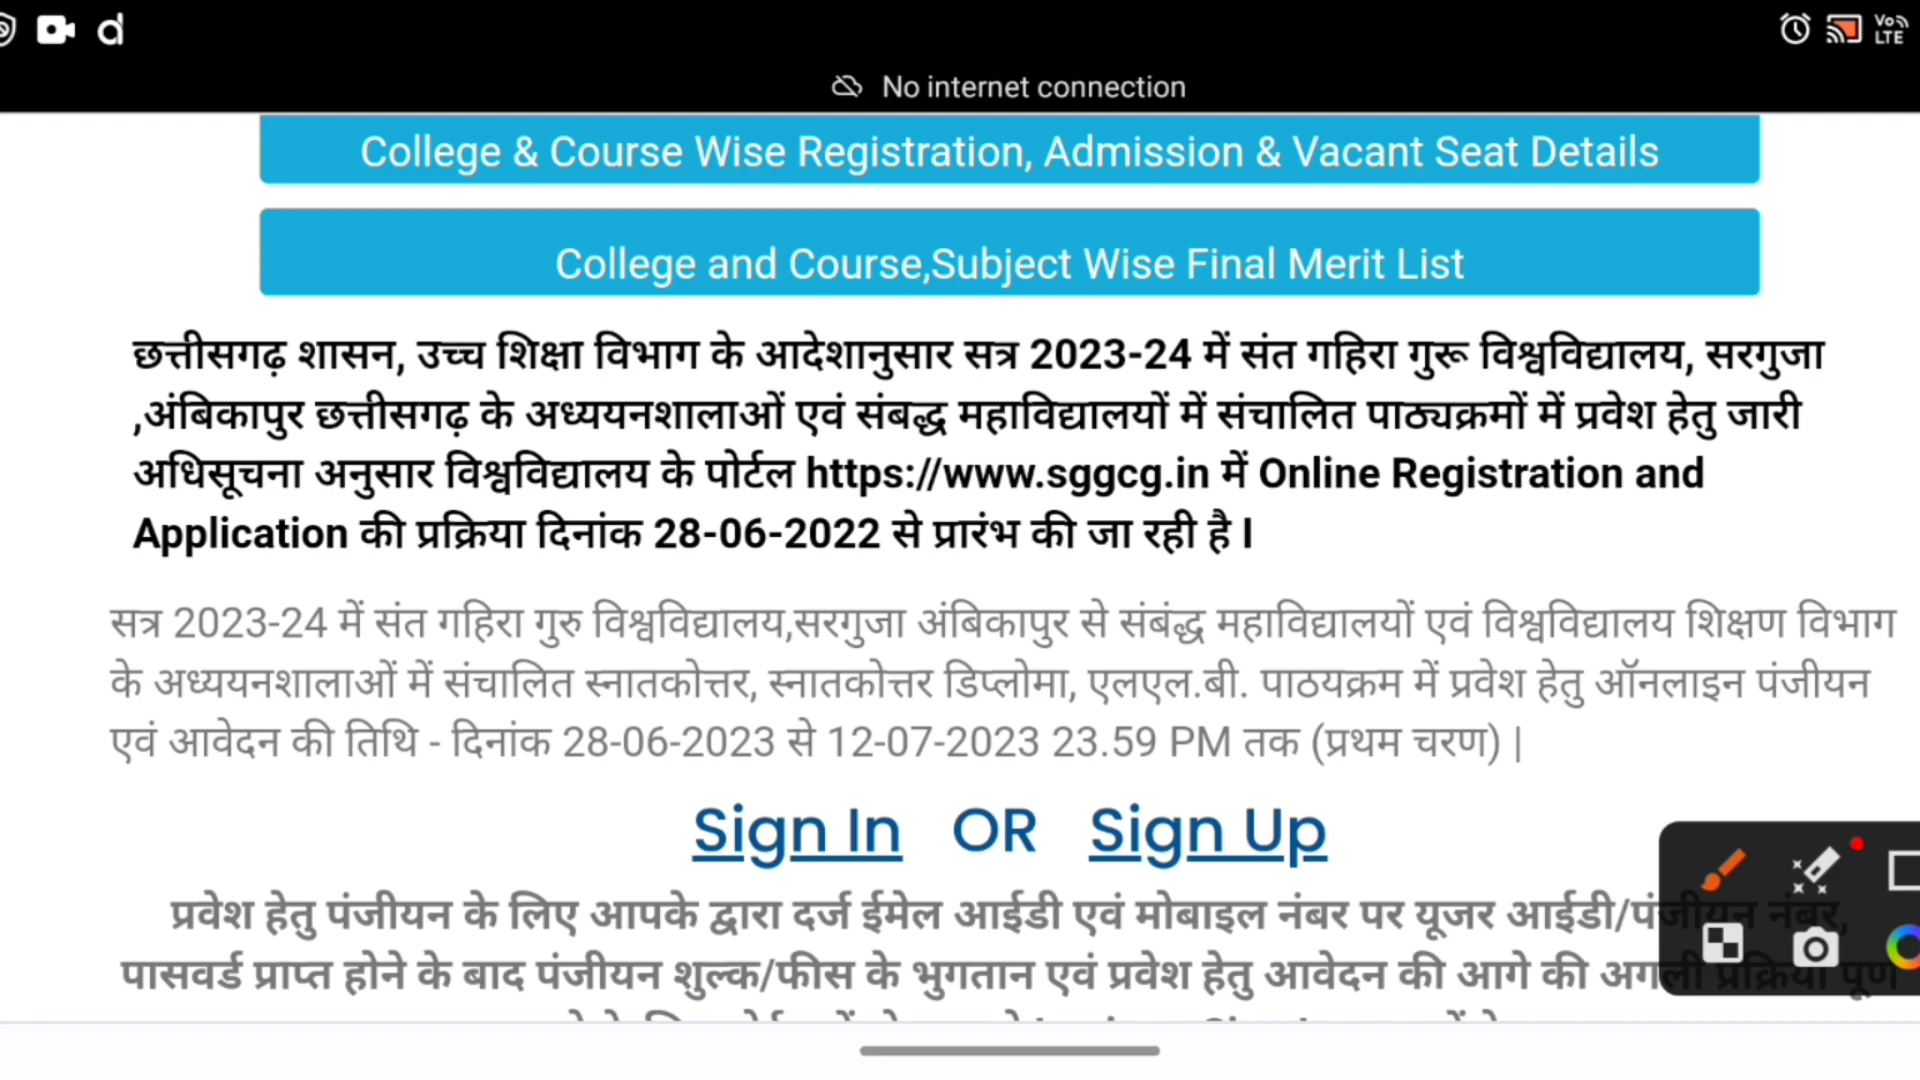 Vo
LTE
No internet connection
College & Course Wise Registration, Admission & Vacant Seat Details
College and Course,Subject Wise Final Merit List
छत्तीसगढ़ शासन, उच्च शिक्षा विभाग के आदेशानुसार सत्र 2023-24 में संत गहिरा गुरू विश्वविद्यालय, सरगुजा
,अंबिकापुर छत्तीसगढ़ के अध्ययनशालाओं एवं संबद्ध महाविद्यालयों में संचालित पाठ्यक्रमों में प्रवेश हेतु जारी
अधिसूचना अनुसार विश्वविद्यालय के पोर्टल https://www.sggcg.in में Online Registration and
Application की प्रक्रिया दिनांक 28-06-2022 से प्रारंभ की जा रही है I
सत्र 2023-24 में संत गहिरा गुरु विश्वविद्यालय,सरगुजा अंबिकापुर से संबंद्ध महाविद्यालयों एवं विश्वविद्यालय शिक्षण विभाग
के अध्ययनशालाओं में संचालित स्नातकोत्तर, स्नातकोत्तर डिप्लोमा, एलएल.बी. पाठयक्रम में प्रवेश हेतु ऑनलाइन पंजीयन
एवं आवेदन की तिथि - दिनांक 28-06-2023 से 12-07-2023 23.59 PM तक (प्रथम चरण) |
Sign In OR Sign Up
प्रवेश हेतु पंजीयन के लिए आपके द्वारा दर्ज ईमेल आईडी एवं मोबाइल नंबर पर यूजर आईडी/पंजीयन नंबर,
पासवर्ड प्राप्त होने के बाद पंजीयन शुल्क/फीस के भुगतान एवं प्रवेश हेतु आवेदन की आगे की अगली प्रक्रिया पूर्ण